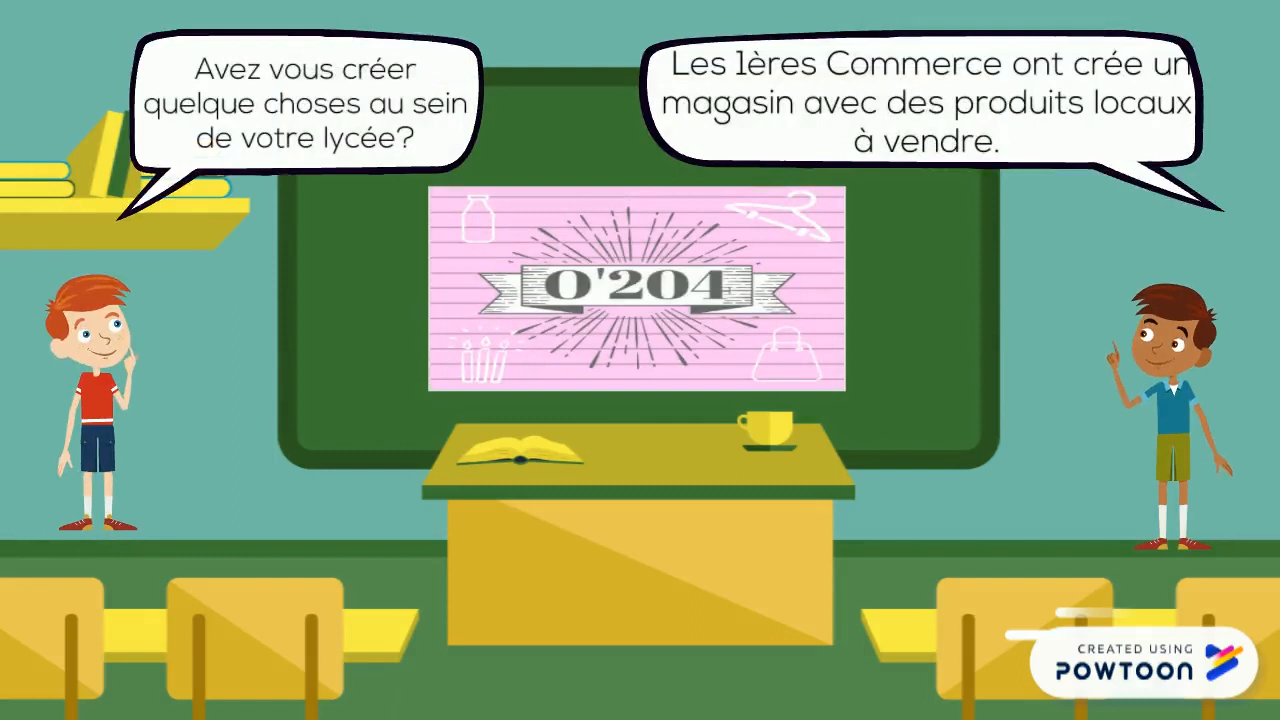 Avez vous créer
quelque choses au sein
de votre lycée?
Les 1ères Commerce ont crée un
magasin avec des produits locaux
à vendre.
O'204
CREATED USING
POWTOON